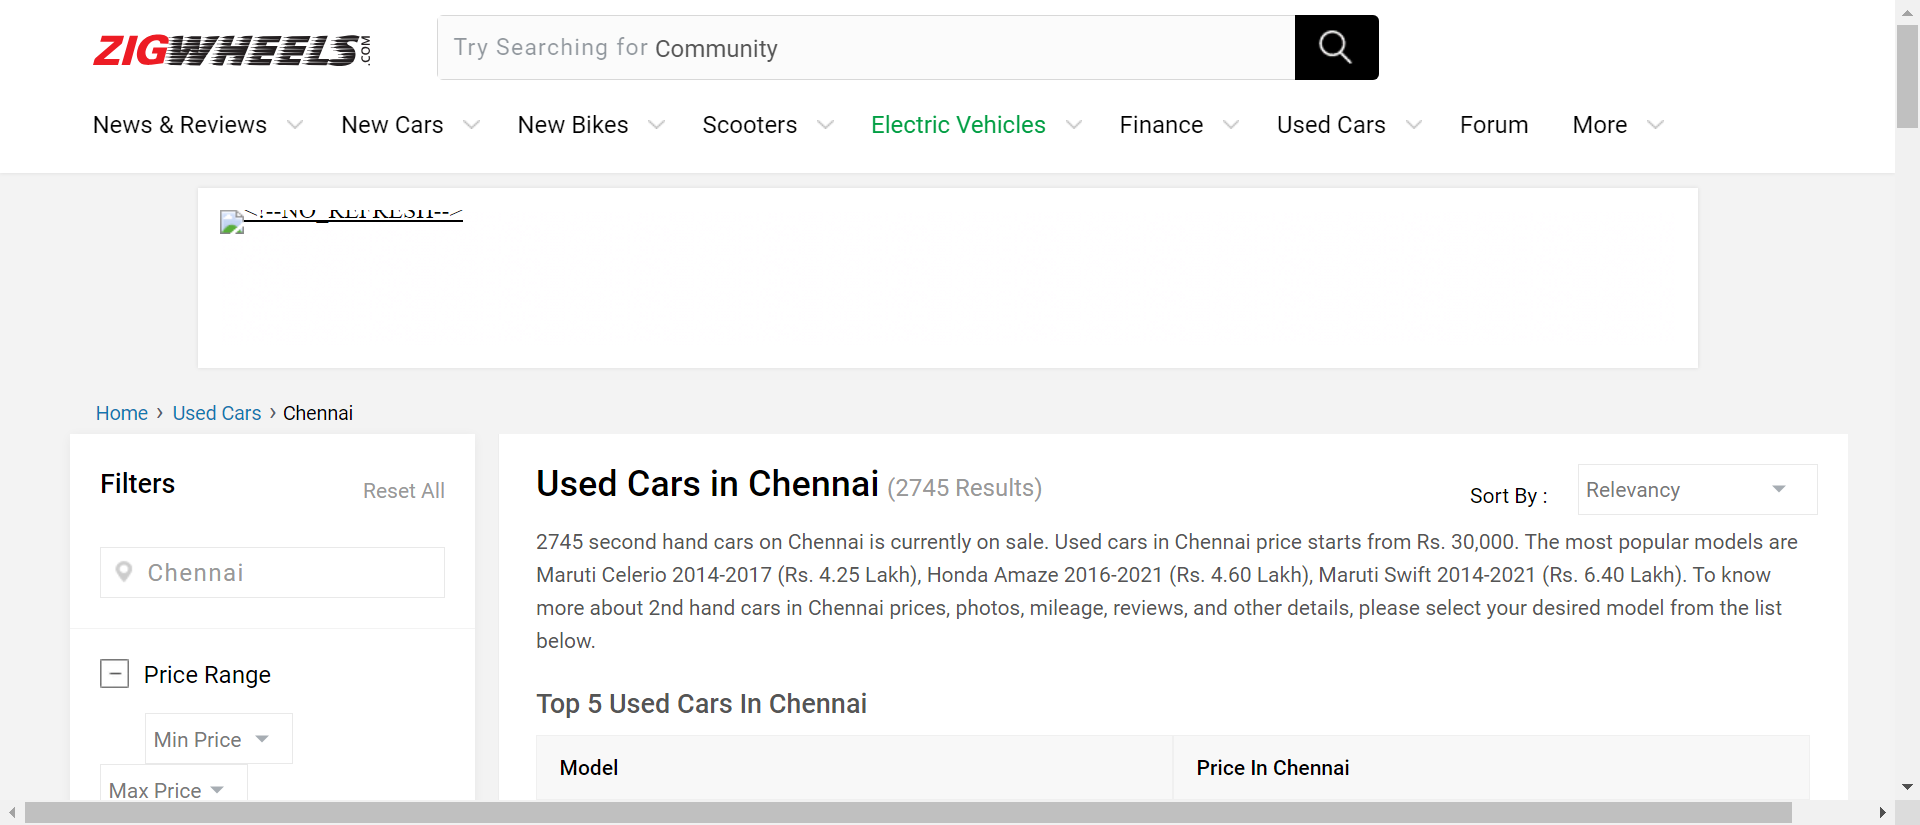 ZIGWHEELS.COM
Try Searching for Community
News & Reviews New Cars New Bikes Scooters Electric Vehicles Finance Used Cars Forum More
<!--NO_REFRESH-->
Home › Used Cars › Chennai
Filters
Reset All
Chennai
Price Range
Min Price
Max Price
Used Cars in Chennai (2745 Results)
Sort By :
Relevancy
2745 second hand cars on Chennai is currently on sale. Used cars in Chennai price starts from Rs. 30,000. The most popular models are
Maruti Celerio 2014-2017 (Rs. 4.25 Lakh), Honda Amaze 2016-2021 (Rs. 4.60 Lakh), Maruti Swift 2014-2021 (Rs. 6.40 Lakh). To know
more about 2nd hand cars in Chennai prices, photos, mileage, reviews, and other details, please select your desired model from the list
below.
Top 5 Used Cars In Chennai
Model Price In Chennai